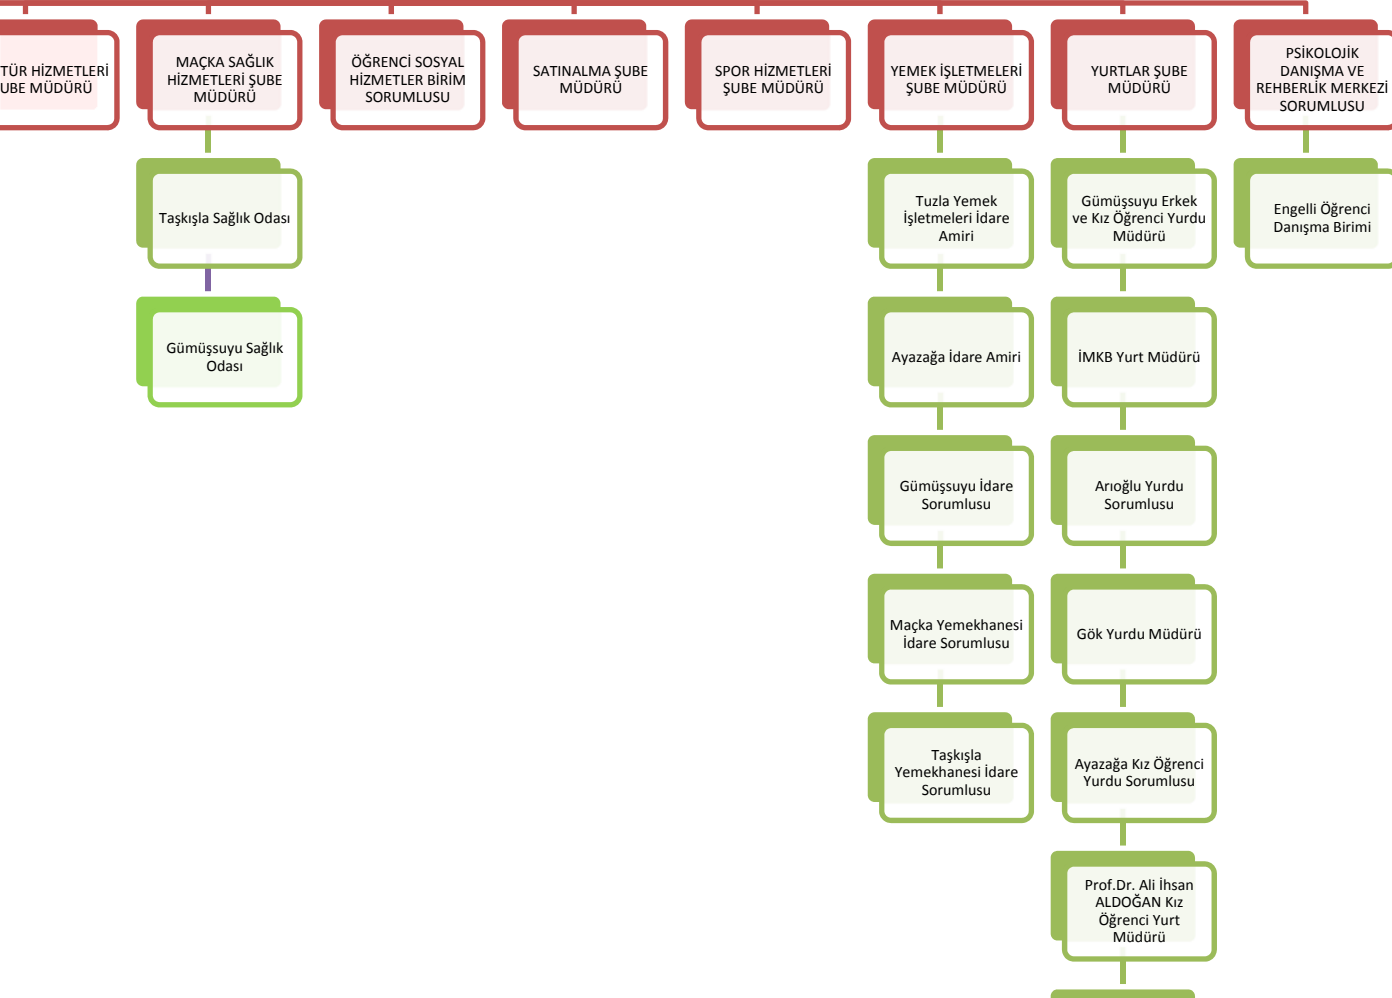 TÜR HİZMETLERİ
UBE MÜDÜRÜ
MAÇKA SAĞLIK
HİZMETLERİ ŞUBE
MÜDÜRÜ
ÖĞRENCİ SOSYAL
HİZMETLER BİRİM
SORUMLUSU
SATINALMA ŞUBE
MÜDÜRÜ
SPOR HİZMETLERİ
ŞUBE MÜDÜRÜ
YEMEK İŞLETMELERİ
ŞUBE MÜDÜRÜ
YURTLAR ŞUBE
MÜDÜRÜ
PSİKOLOJİK
DANIŞMA VE
REHBERLİK MERKEZİ
SORUMLUSU
Taşkışla Sağlık Odası
Gümüşsuyu Sağlık
Odası
Tuzla Yemek
İşletmeleri İdare
Amiri
Ayazağa İdare Amiri
Gümüşsuyu İdare
Sorumlusu
Maçka Yemekhanesi
İdare Sorumlusu
Taşkışla
Yemekhanesi İdare
Sorumlusu
Gümüşsuyu Erkek
ve Kız Öğrenci Yurdu
Müdürü
İMKB Yurt Müdürü
Arıoğlu Yurdu
Sorumlusu
Gök Yurdu Müdürü
Ayazağa Kız Öğrenci
Yurdu Sorumlusu
Prof.Dr. Ali İhsan
ALDOĞAN Kız
Öğrenci Yurt
Müdürü
Engelli Öğrenci
Danışma Birimi